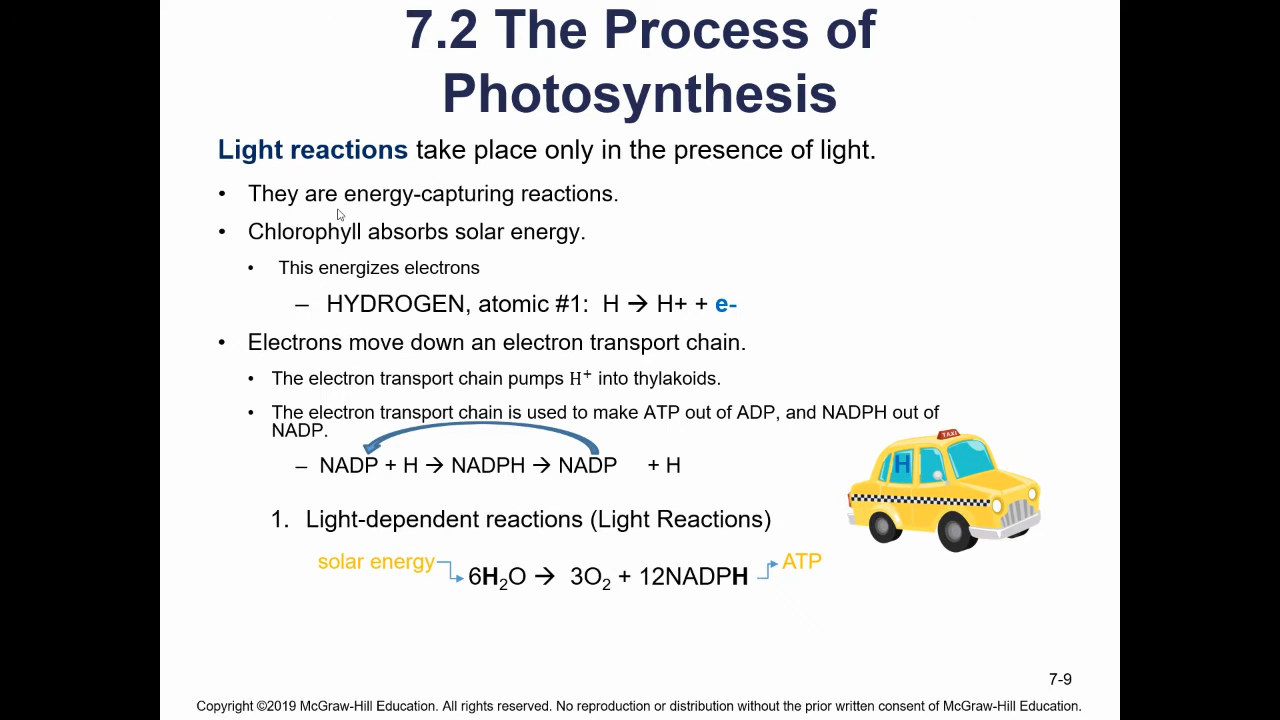 7.2 The Process of
Photosynthesis
Light reactions take place only in the presence of light.
• They are energy-capturing reactions.
• Chlorophyll absorbs solar energy.
• This energizes electrons
– HYDROGEN, atomic #1: H → H+ + e-
• Electrons move down an electron transport chain.
• The electron transport chain pumps H⁺ into thylakoids.
• The electron transport chain is used to make ATP out of ADP, and NADPH out of
NADP.
– NADP + H → NADPH → NADP + H
TAXI
H
1. Light-dependent reactions (Light Reactions)
solar energy
6H₂O → 3O₂ + 12NADPH
ATP
7-9
Copyright ©2019 McGraw-Hill Education. All rights reserved. No reproduction or distribution without the prior written consent of McGraw-Hill Education.